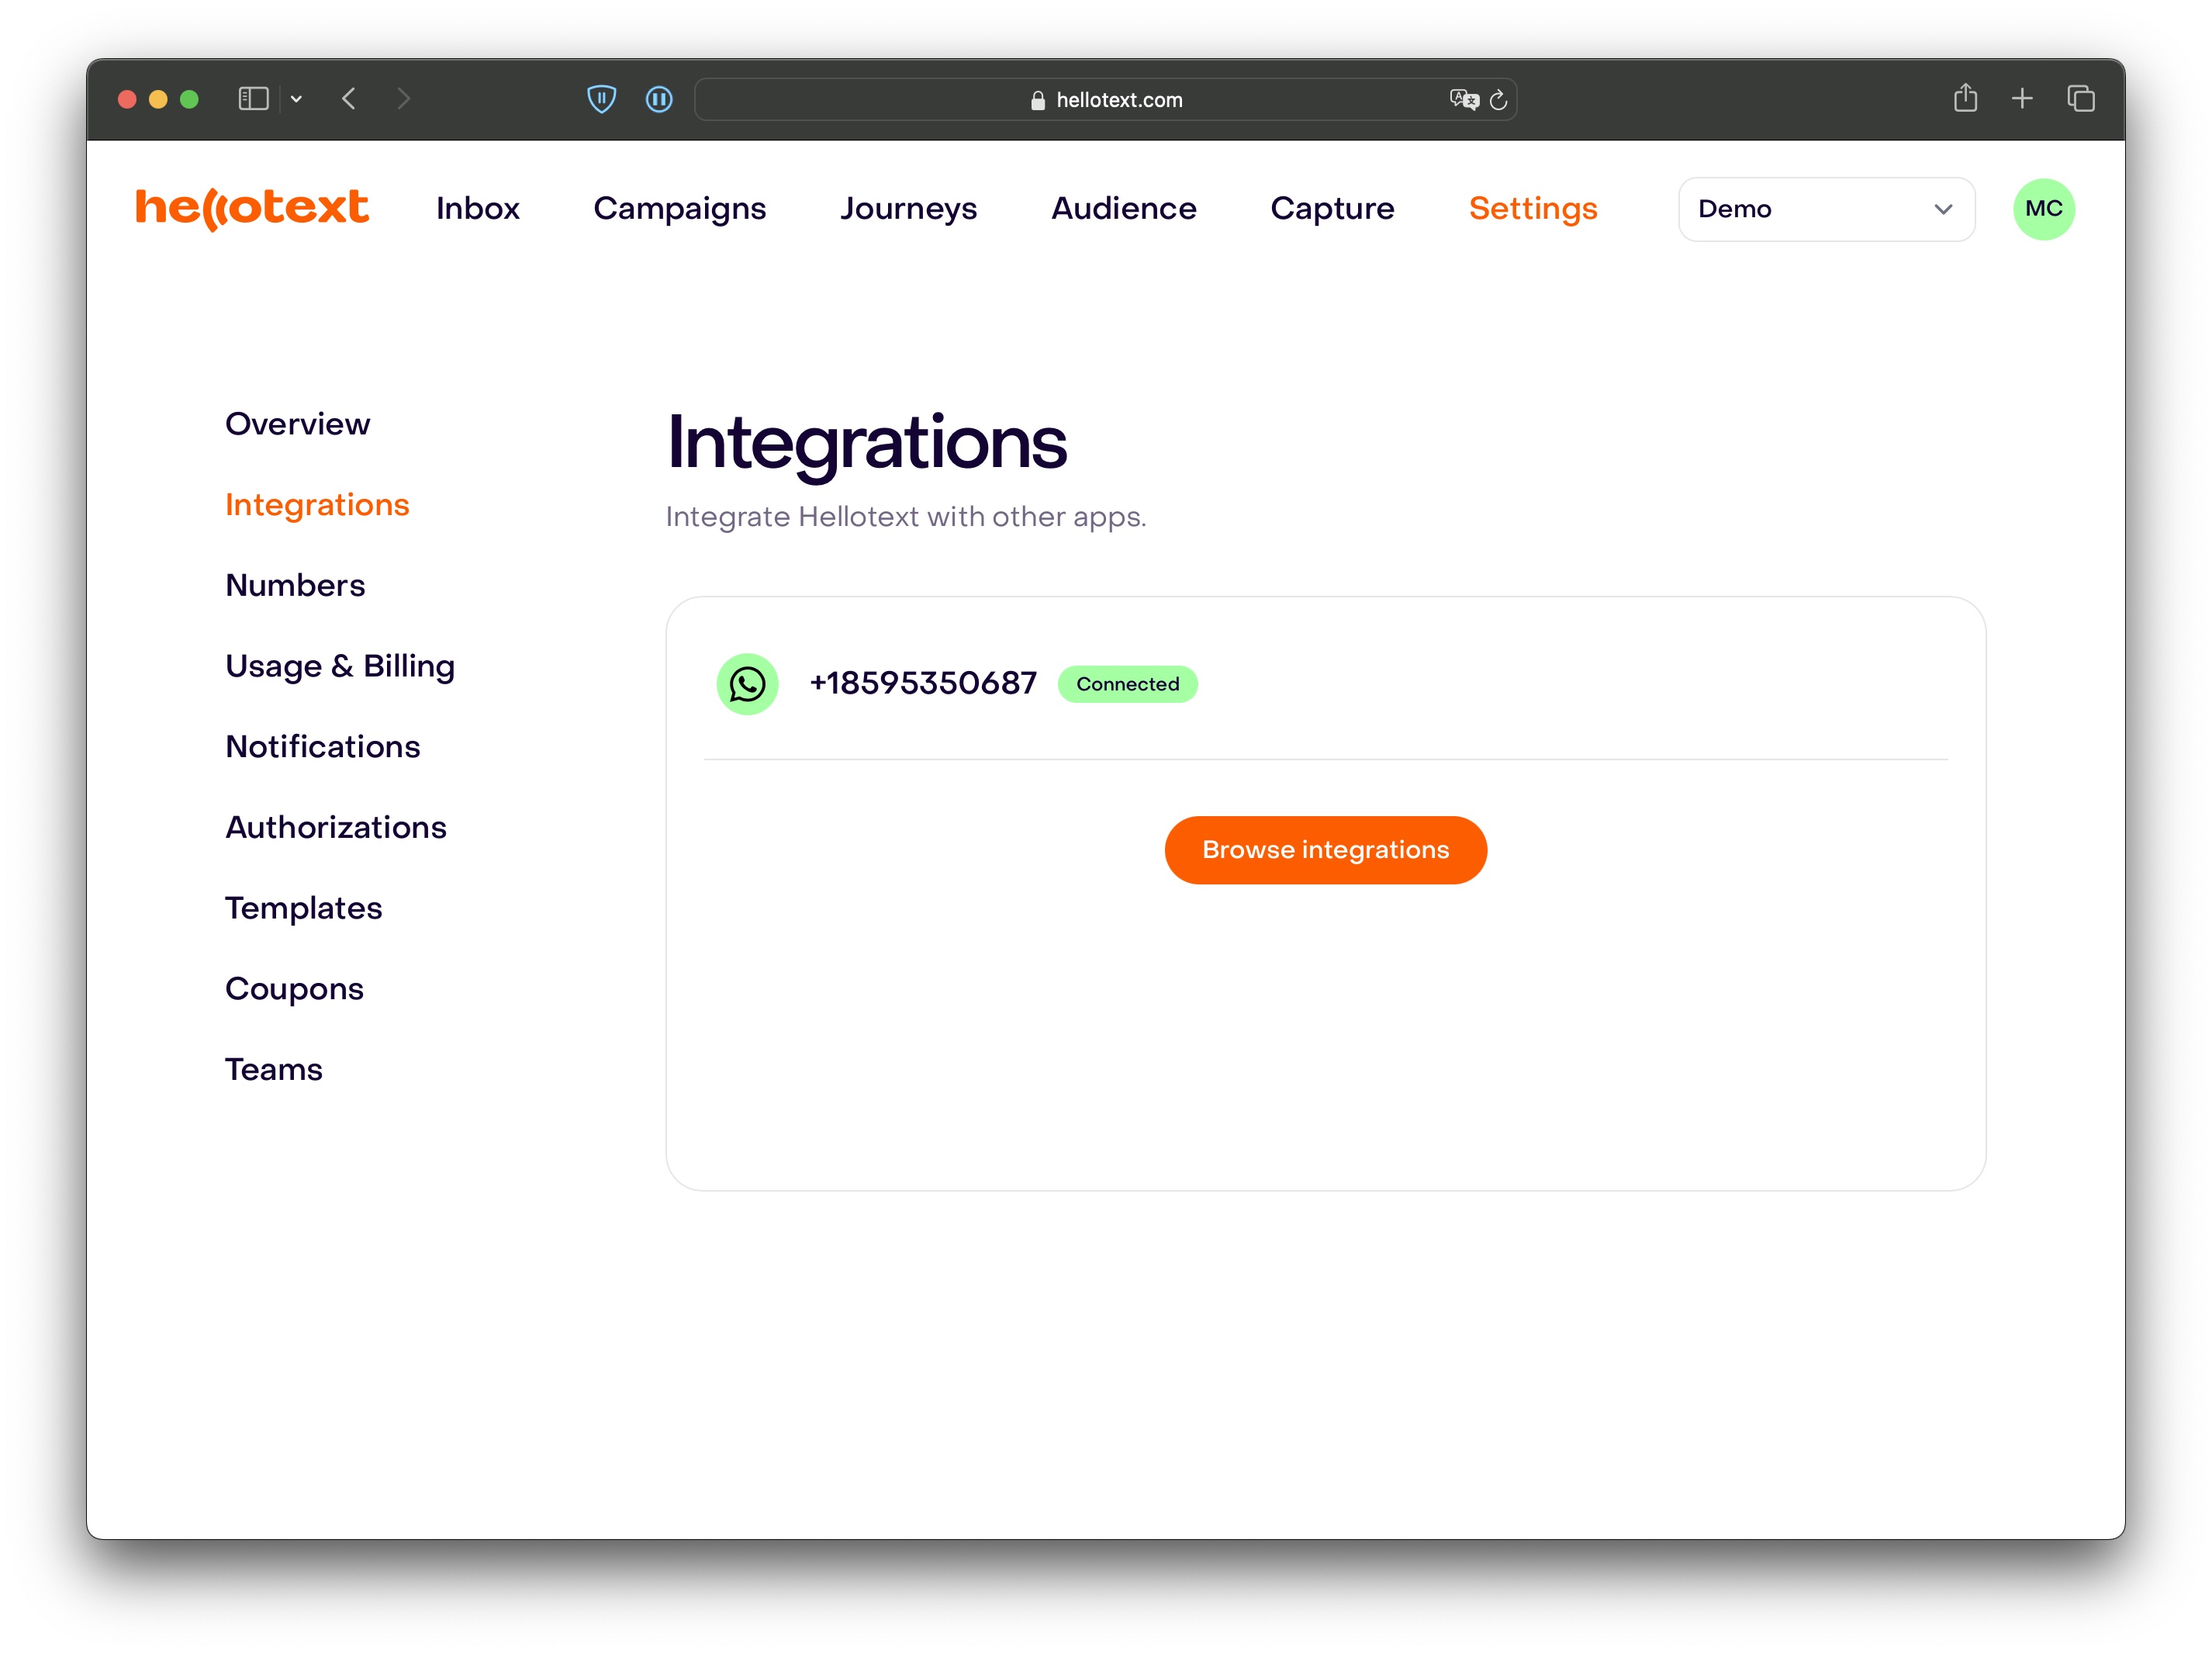 hellotext.com
hellotext
Inbox
Campaigns
Journeys
Audience
Capture
Settings
Demo
MC
Overview
Integrations
Numbers
Usage & Billing
Notifications
Authorizations
Templates
Coupons
Teams
Integrations
Integrate Hellotext with other apps.
+18595350687
Connected
Browse integrations